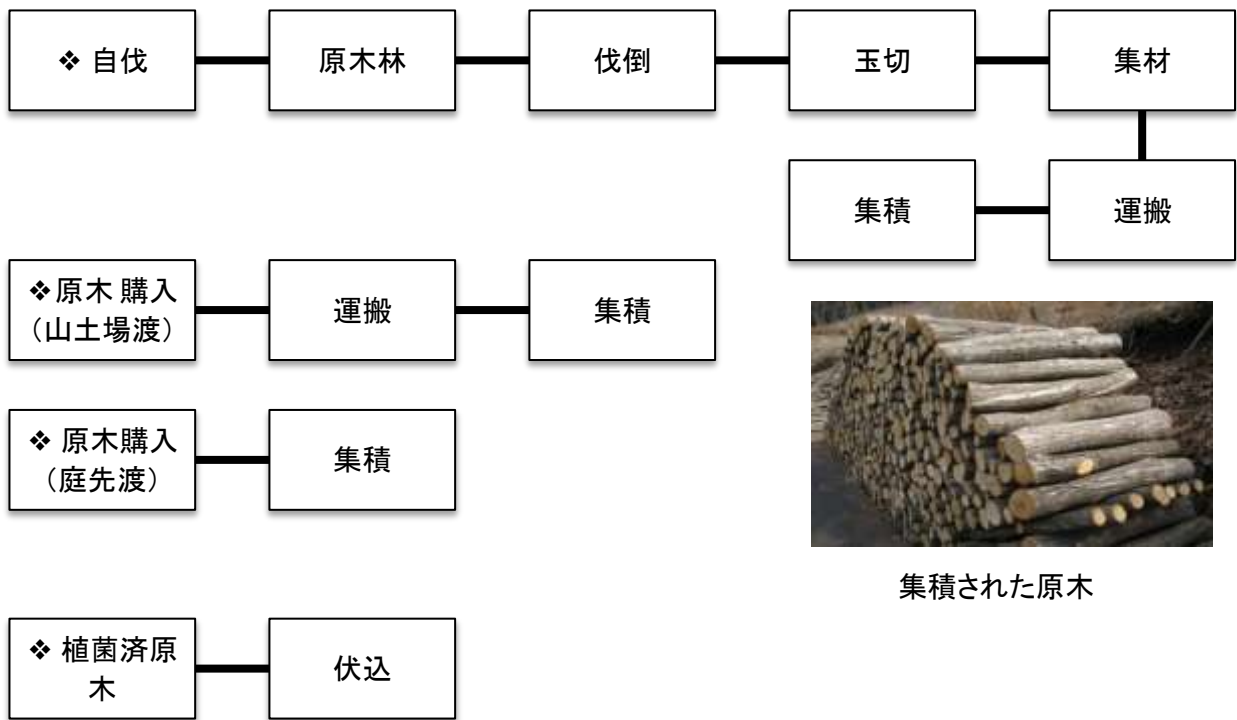 ❖ 自伐
原木林
伐倒
玉切
集材
集積
運搬
❖原木 購入
（山土場渡）
運搬
集積
❖ 原木購入
（庭先渡）
集積
集積された原木
❖ 植菌済原
木
伏込